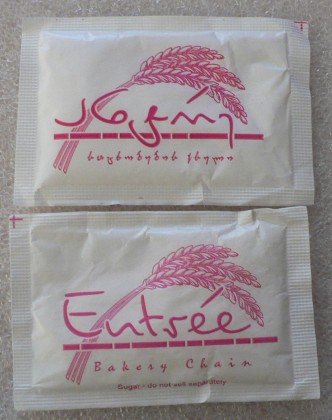 ანტრე
საცხობების ქსელი
Entrée
Bakery Chain
Sugar - do not sell separately